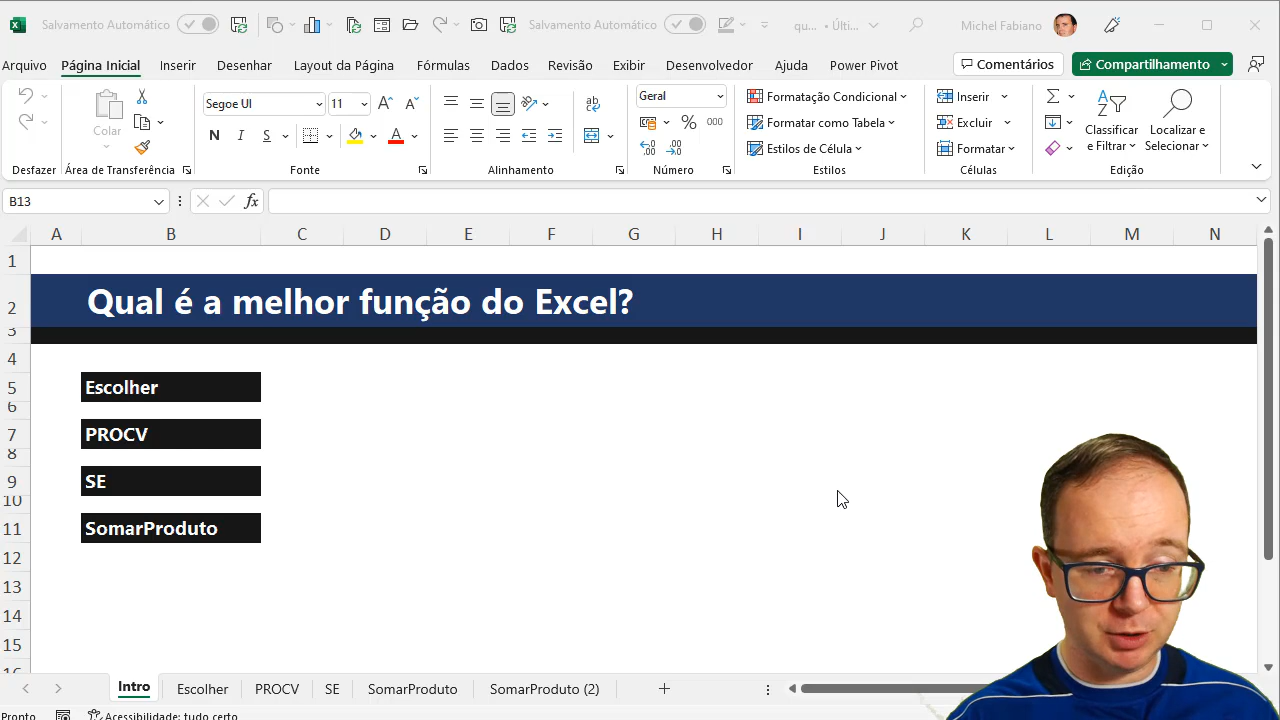 Salvamento Automático
Salvamento Automático
qu... • Últi...
Michel Fabiano
Arquivo
Página Inicial
Inserir
Desenhar
Layout da Página
Fórmulas
Dados
Revisão
Exibir
Desenvolvedor
Ajuda
Power Pivot
Comentários
Compartilhamento
Colar
Segoe UI
11
N I S
A
ab
Geral
% 000
Formatação Condicional
Formatar como Tabela
Estilos de Célula
Inserir
Excluir
Formatar
Classificar
e Filtrar
Localizar e
Selecionar
Desfazer
Área de Transferência
Fonte
Alinhamento
Número
Estilos
Células
Edição
B13
fx
A B C D E F G H I J K L M N
1
2 Qual é a melhor função do Excel?
3
4
5 Escolher
6
7 PROCV
8
9 SE
10
11 SomarProduto
12
13
14
15
16
Intro
Escolher
PROCV
SE
SomarProduto
SomarProduto (2)
Pronto
Acessibilidade: tudo certo